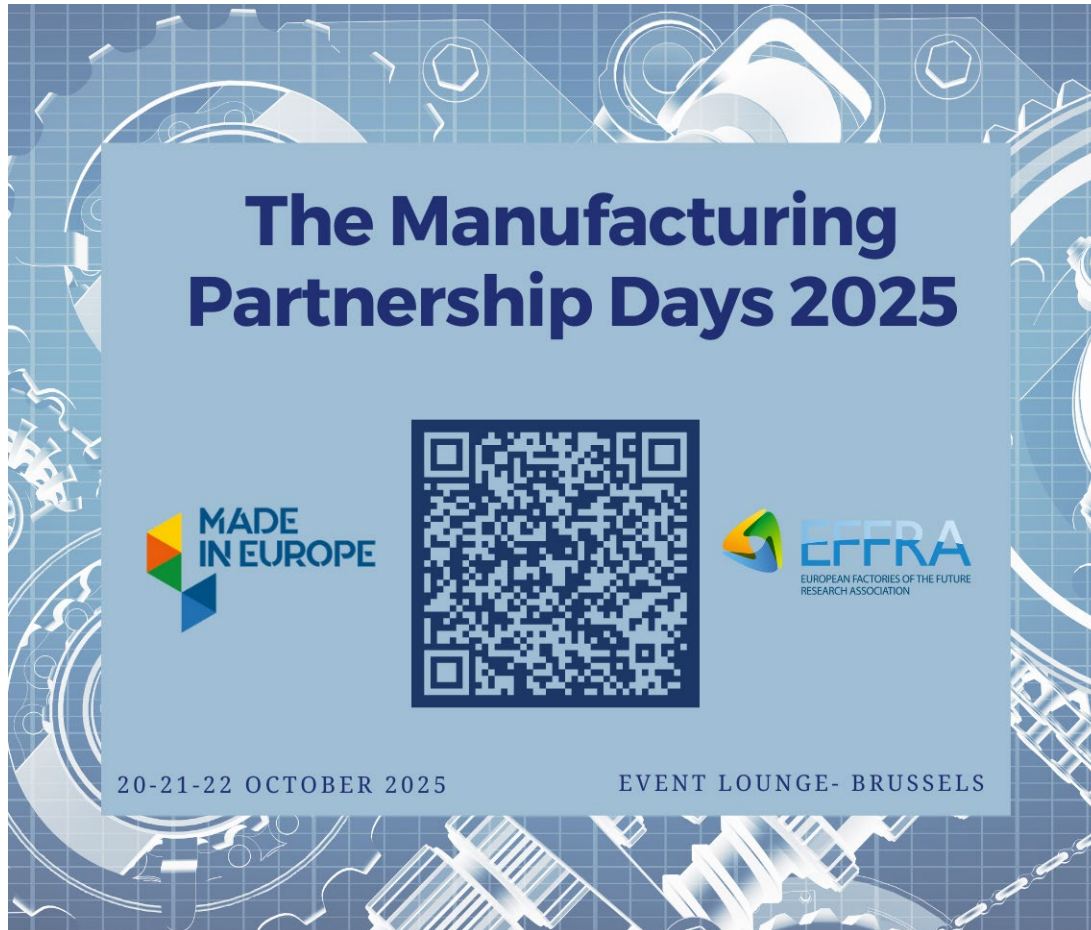 The Manufacturing
Partnership Days 2025
MADE
IN EUROPE
EFFRA
EUROPEAN FACTORIES OF THE FUTURE
RESEARCH ASSOCIATION
20-21-22 OCTOBER 2025
EVENT LOUNGE- BRUSSELS